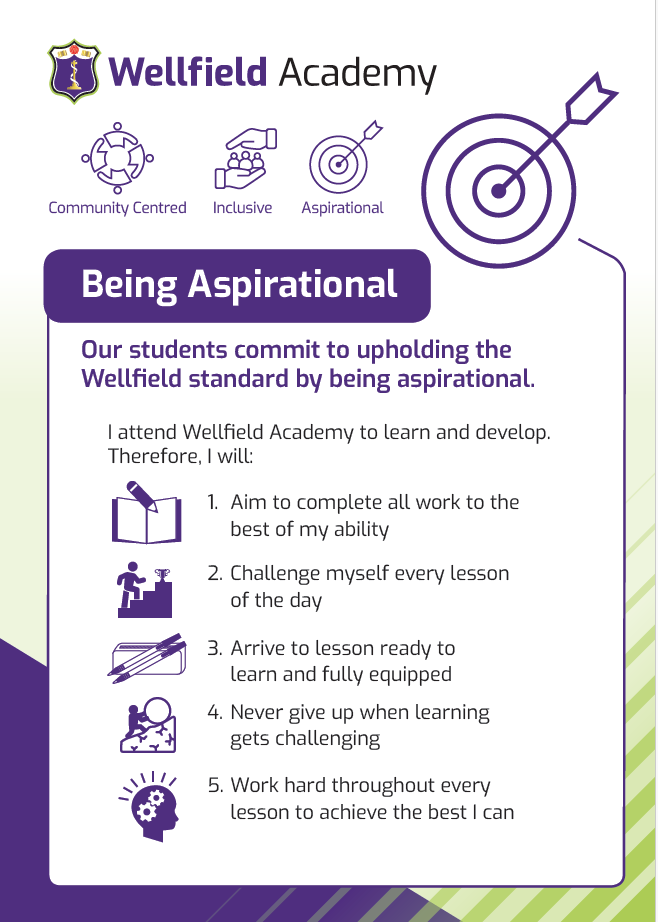 Wellfield Academy
Community Centred
Inclusive
Aspirational
Being Aspirational
Our students commit to upholding the
Wellfield standard by being aspirational.
I attend Wellfield Academy to learn and develop.
Therefore, I will:
1. Aim to complete all work to the
best of my ability
2. Challenge myself every lesson
of the day
3. Arrive to lesson ready to
learn and fully equipped
4. Never give up when learning
gets challenging
5. Work hard throughout every
lesson to achieve the best I can